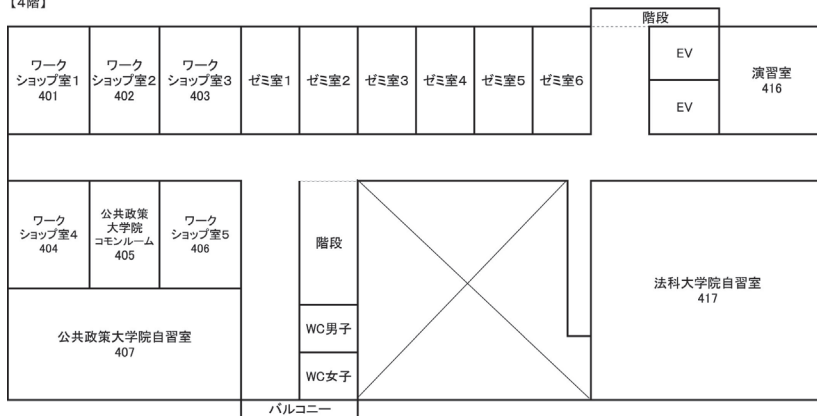 【4階】
階段
ワーク
ショップ室1
401
ワーク
ショップ室2
402
ワーク
ショップ室3
403
ゼミ室1
ゼミ室2
ゼミ室3
ゼミ室4
ゼミ室5
ゼミ室6
EV
EV
演習室
416
ワーク
ショップ室4
404
公共政策
大学院
コモンルーム
405
ワーク
ショップ室5
406
階段
法科大学院自習室
417
公共政策大学院自習室
407
WC男子
WC女子
バルコニー